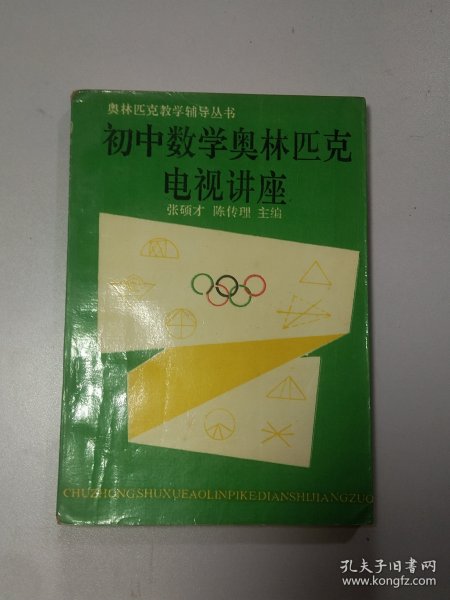 奥林匹克教学辅导丛书
初中数学奥林匹克
电视讲座
张硕才 陈传理 主编
CHUZHONGSHUXUEAOLINPIKEDIANSHIJIANGZUO
孔夫子旧书网
www.kongfz.com